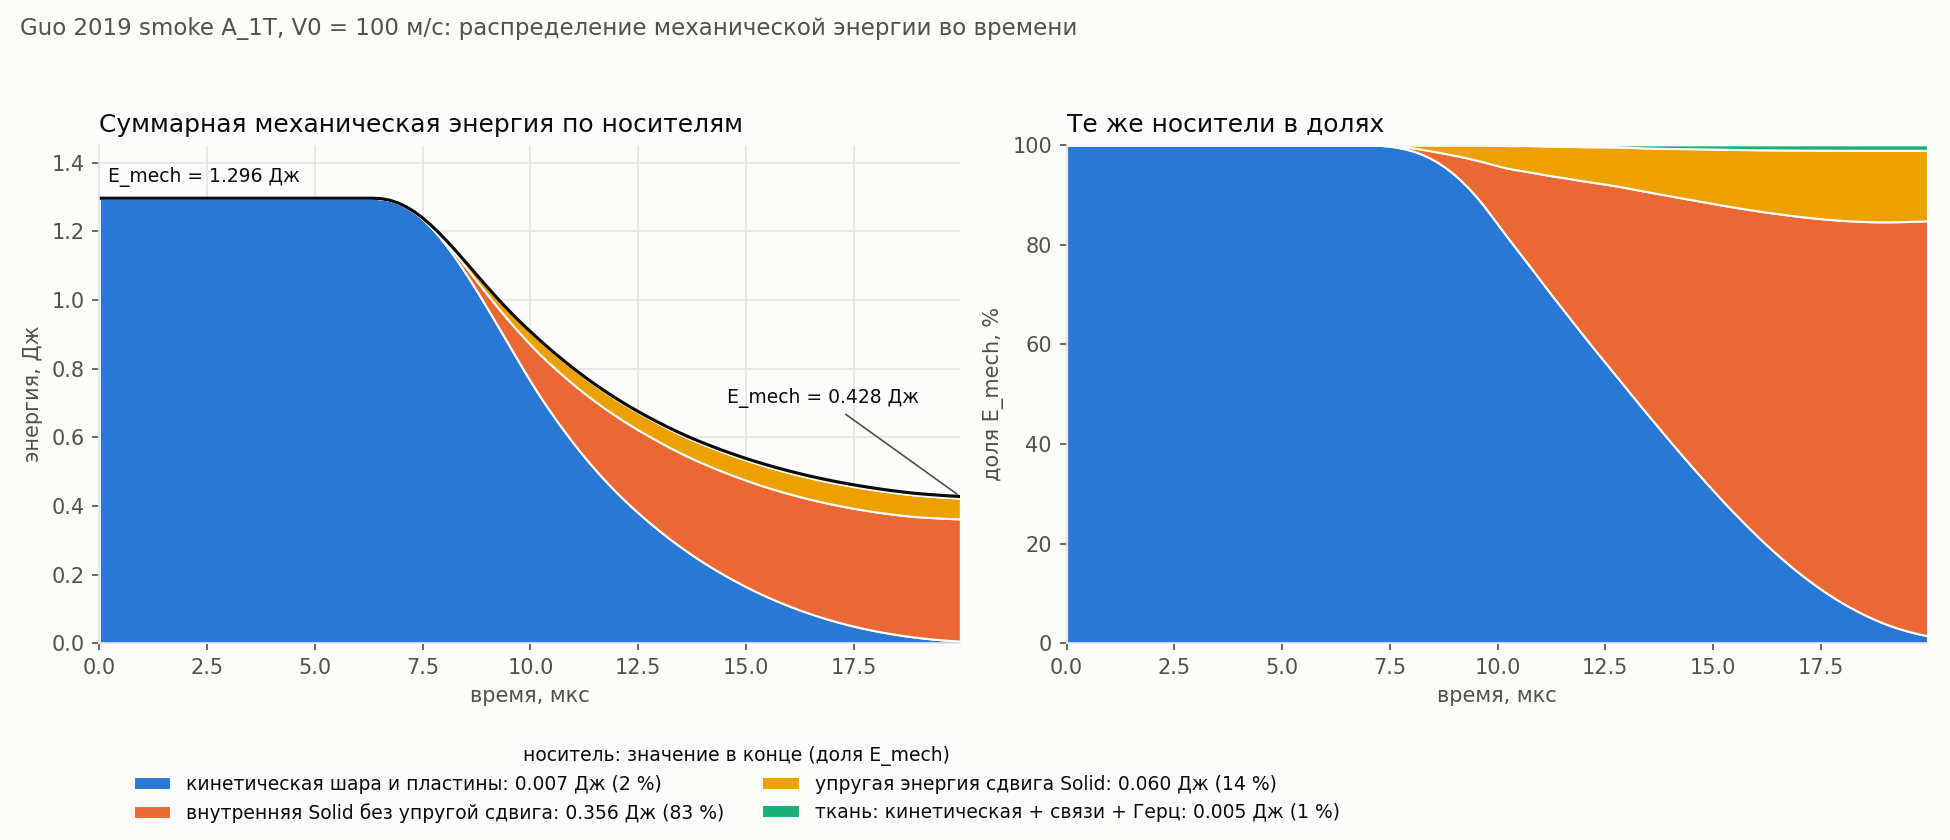 Guo 2019 smoke A_1T, V0 = 100 м/с: распределение механической энергии во времени
Суммарная механическая энергия по носителям
E_mech = 1.296 Дж
E_mech = 0.428 Дж
энергия, Дж
1.4
1.2
1.0
0.8
0.6
0.4
0.2
0.0
0.0 2.5 5.0 7.5 10.0 12.5 15.0 17.5
время, мкс
Те же носители в долях
доля E_mech, %
100
80
60
40
20
0
0.0 2.5 5.0 7.5 10.0 12.5 15.0 17.5
время, мкс
носитель: значение в конце (доля E_mech)
кинетическая шара и пластины: 0.007 Дж (2 %)
внутренняя Solid без упругой сдвига: 0.356 Дж (83 %)
упругая энергия сдвига Solid: 0.060 Дж (14 %)
ткань: кинетическая + связи + Герц: 0.005 Дж (1 %)